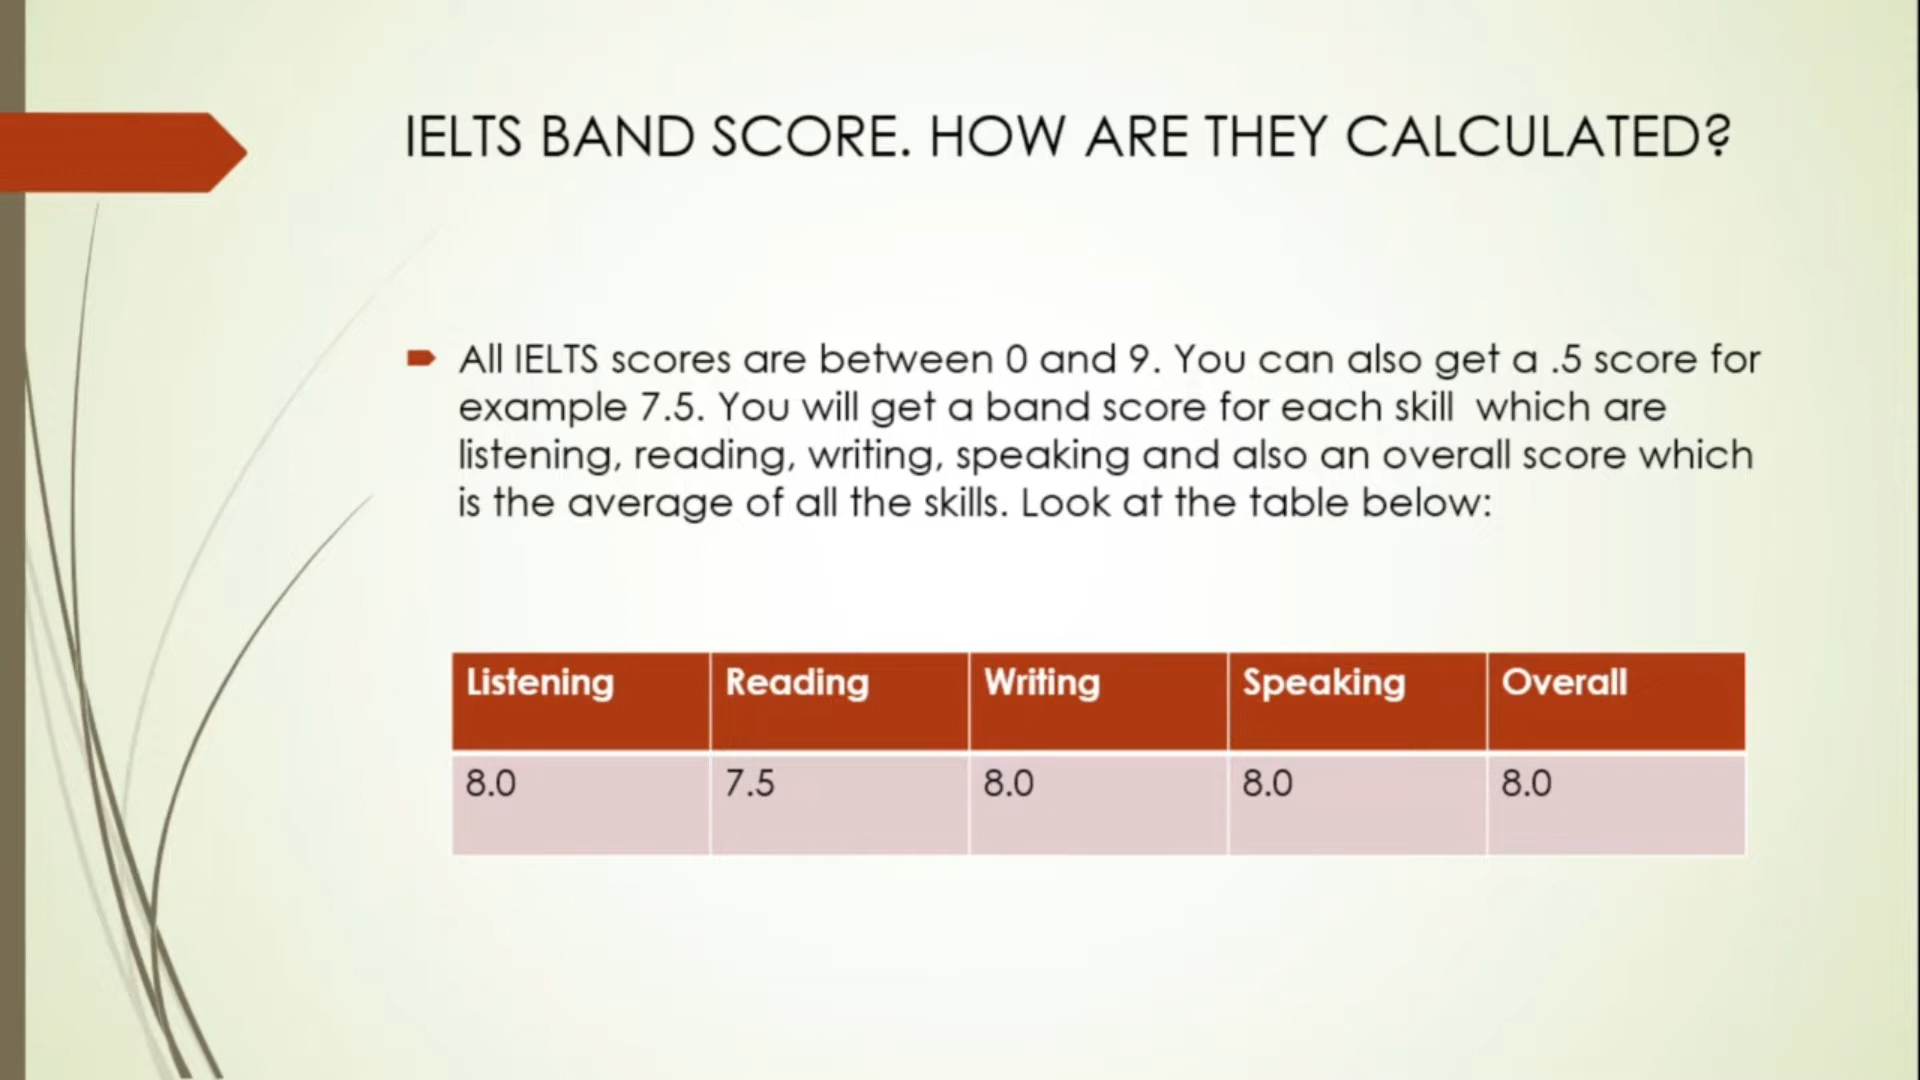 IELTS BAND SCORE. HOW ARE THEY CALCULATED?
All IELTS scores are between 0 and 9. You can also get a .5 score for
example 7.5. You will get a band score for each skill  which are
listening, reading, writing, speaking and also an overall score which
is the average of all the skills. Look at the table below:
Listening Reading Writing Speaking Overall
8.0 7.5 8.0 8.0 8.0